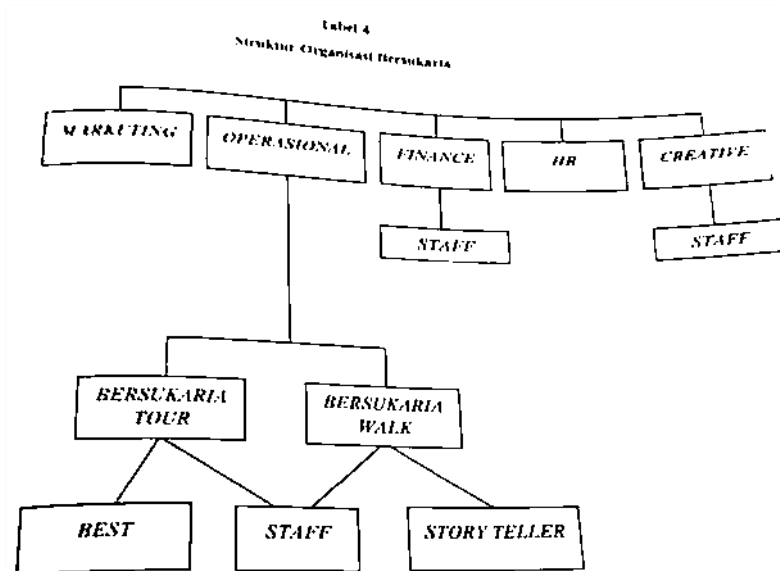 Tabel 4
Struktur Organisasi Bersukaria
MARKUTING
OPERASIONAL
FINANCE
HR
CREATIVE
STAFF
STAFF
BERSUKARIA
TOUR
BERSUKARIA
WALK
BEST
STAFF
STORY TELLER